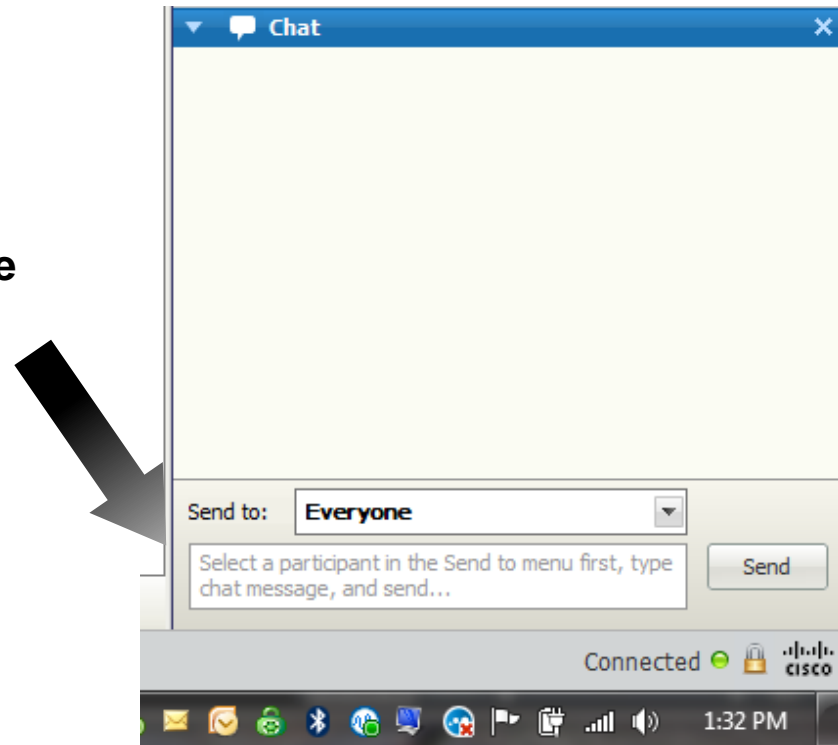 Chat
e
Send to: Everyone
Select a participant in the Send to menu first, type
chat message, and send...
Send
Connected
CISCO
1:32 PM